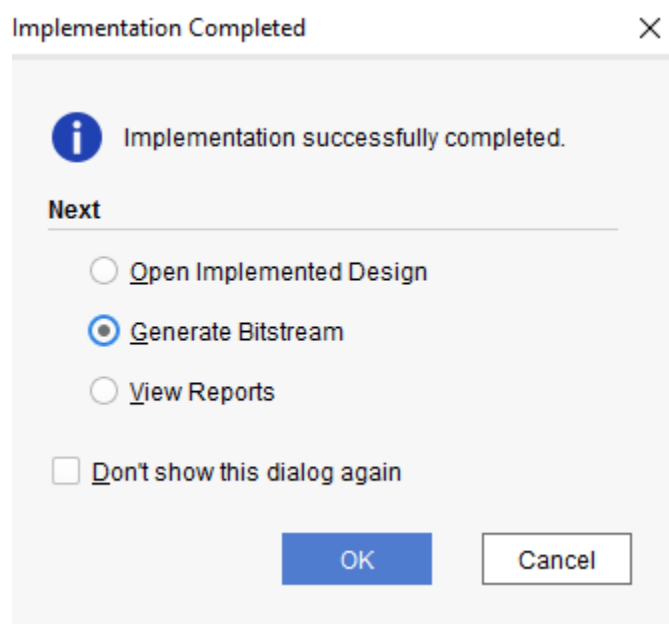 Implementation Completed
Implementation successfully completed.
Next
Open Implemented Design
Generate Bitstream
View Reports
Don't show this dialog again
OK
Cancel